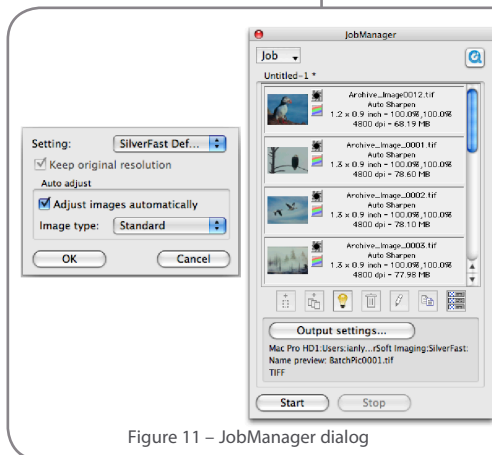 Setting: SilverFast Def...
Keep original resolution
Auto adjust
Adjust images automatically
Image type: Standard
OK Cancel
JobManager
Job
Untitled-1 *
Archive_Image0012.tif
Auto Sharpen
1.2 x 0.9 inch - 100.0%,100.0%
4800 dpi - 68.19 MB
Archive_Image_0001.tif
Auto Sharpen
1.3 x 0.9 inch - 100.0%,100.0%
4800 dpi - 78.60 MB
Archive_Image_0002.tif
Auto Sharpen
1.3 x 0.9 inch - 100.0%,100.0%
4800 dpi - 78.10 MB
Archive_Image_0003.tif
Auto Sharpen
1.3 x 0.9 inch - 100.0%,100.0%
4800 dpi - 77.98 MB
Output settings...
Mac Pro HD1:Users:ianly...rSoft Imaging:SilverFast:
Name preview: BatchPic0001.tif
TIFF
Start Stop
Figure 11 – JobManager dialog